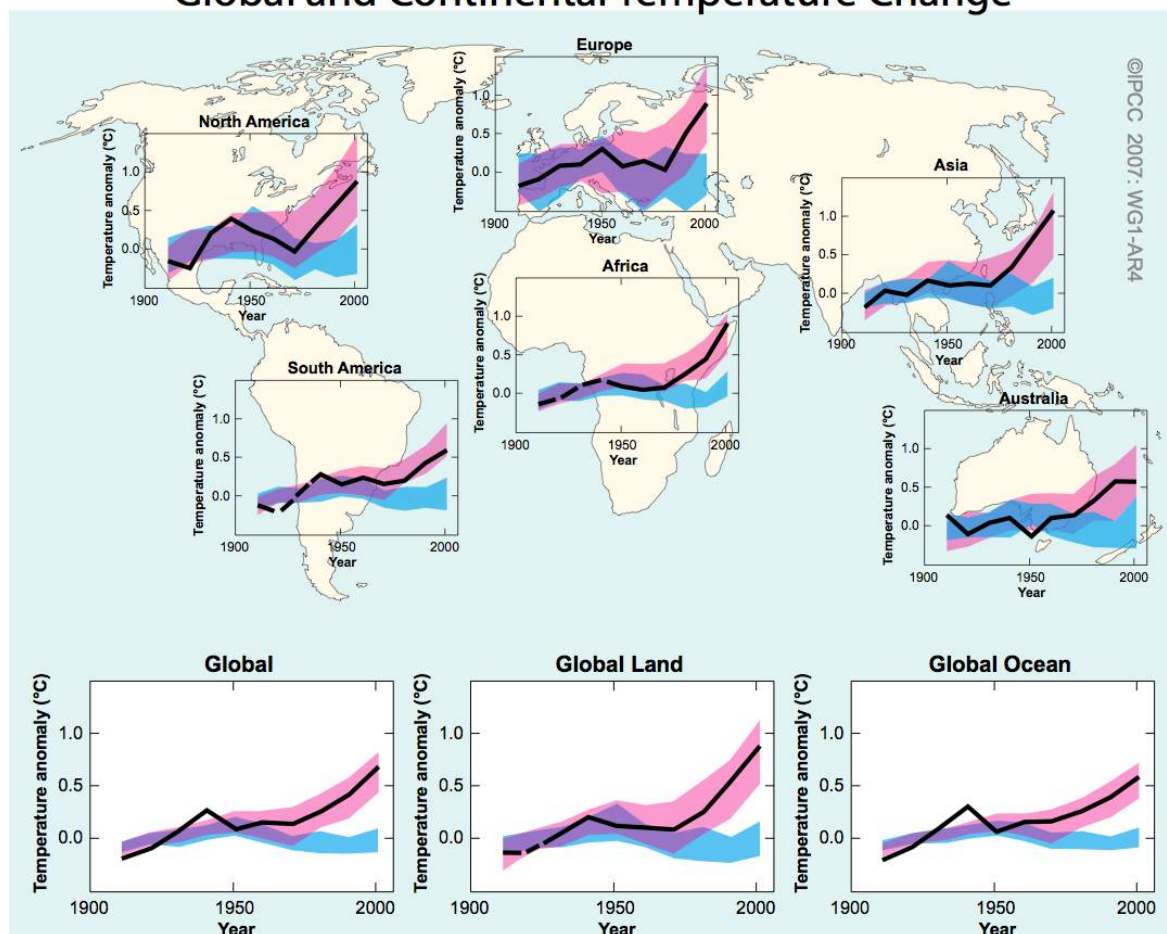 Global and Continental Temperature Change
©IPCC 2007: WG1-AR4
Europe
Temperature anomaly (°C)
1.0
0.5
0.0
1900
1950
2000
Year
North America
Temperature anomaly (°C)
1.0
0.5
0.0
1900
1950
2000
Year
Asia
Temperature anomaly (°C)
1.0
0.5
0.0
1900
1950
2000
Year
Africa
Temperature anomaly (°C)
1.0
0.5
0.0
1900
1950
2000
Year
South America
Temperature anomaly (°C)
1.0
0.5
0.0
1900
1950
2000
Year
Australia
Temperature anomaly (°C)
1.0
0.5
0.0
1900
1950
2000
Year
Global
Temperature anomaly (°C)
1.0
0.5
0.0
1900
1950
2000
Year
Global Land
Temperature anomaly (°C)
1.0
0.5
0.0
1900
1950
2000
Year
Global Ocean
Temperature anomaly (°C)
1.0
0.5
0.0
1900
1950
2000
Year